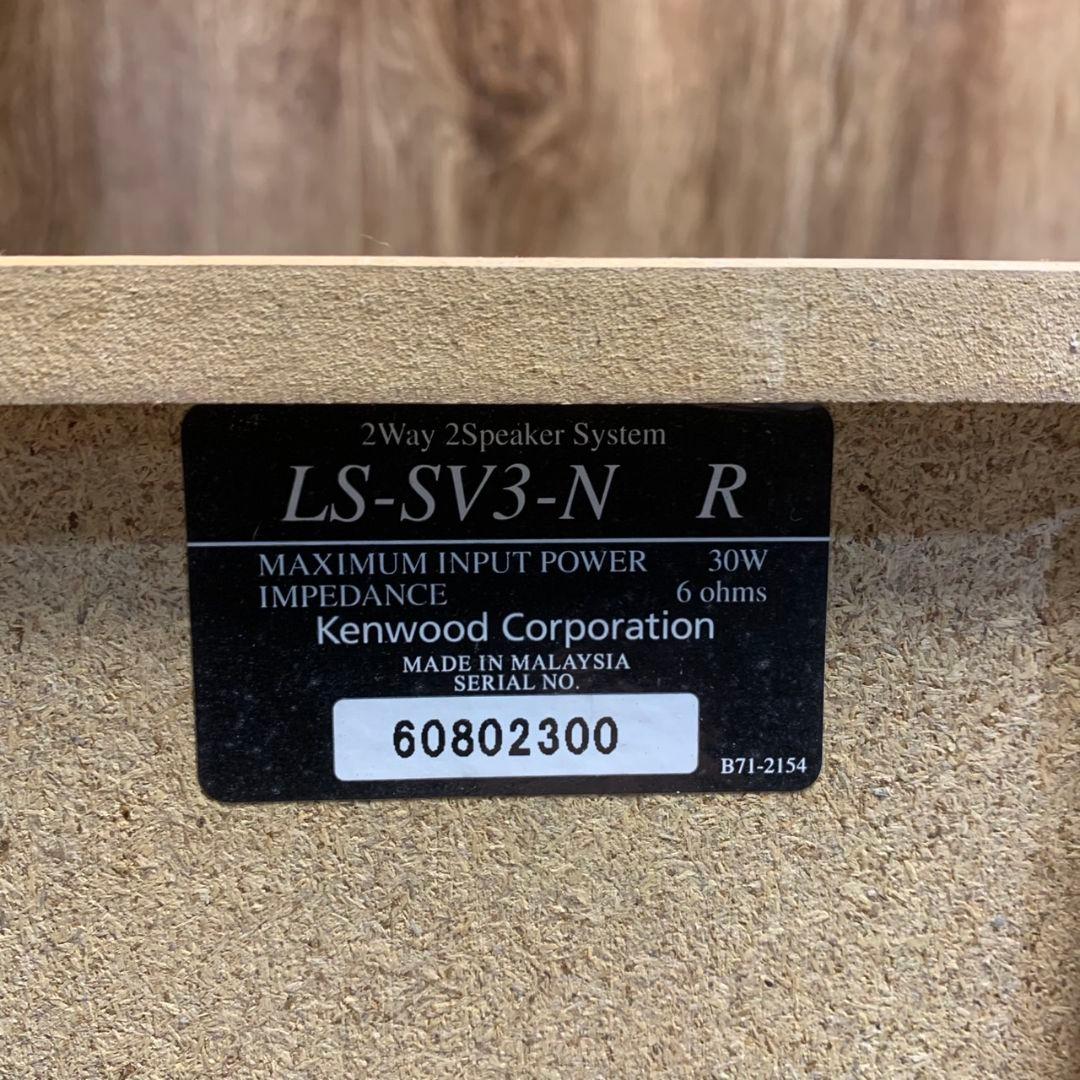 2Way 2Speaker System
LS-SV3-N R
MAXIMUM INPUT POWER 30W
IMPEDANCE 6 ohms
Kenwood Corporation
MADE IN MALAYSIA
SERIAL NO.
60802300
B71-2154